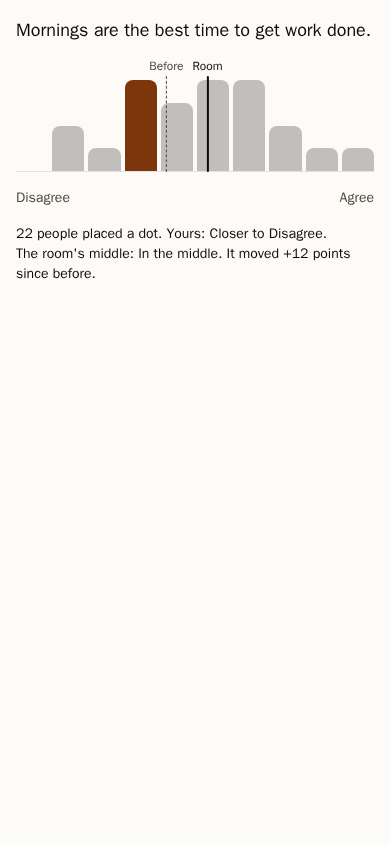 Mornings are the best time to get work done.
Before Room
Disagree Agree
22 people placed a dot. Yours: Closer to Disagree.
The room's middle: In the middle. It moved +12 points
since before.